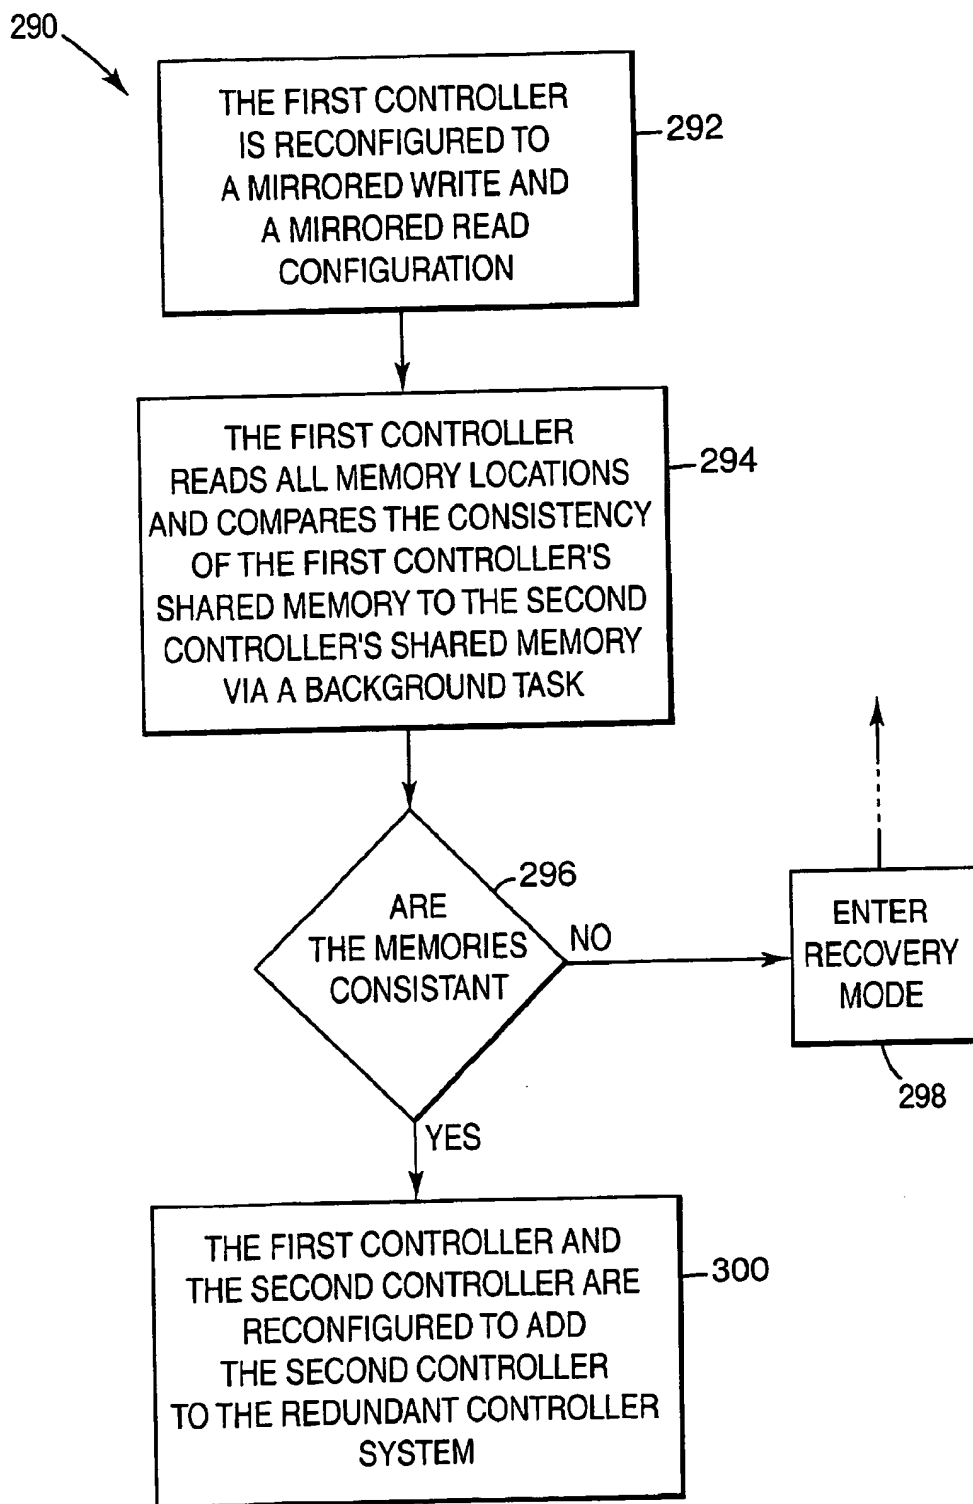 290
THE FIRST CONTROLLER
IS RECONFIGURED TO
A MIRRORED WRITE AND
A MIRRORED READ
CONFIGURATION
292
THE FIRST CONTROLLER
READS ALL MEMORY LOCATIONS
AND COMPARES THE CONSISTENCY
OF THE FIRST CONTROLLER'S
SHARED MEMORY TO THE SECOND
CONTROLLER'S SHARED MEMORY
VIA A BACKGROUND TASK
294
ARE
THE MEMORIES
CONSISTANT
296
NO
ENTER
RECOVERY
MODE
298
YES
THE FIRST CONTROLLER AND
THE SECOND CONTROLLER ARE
RECONFIGURED TO ADD
THE SECOND CONTROLLER
TO THE REDUNDANT CONTROLLER
SYSTEM
300